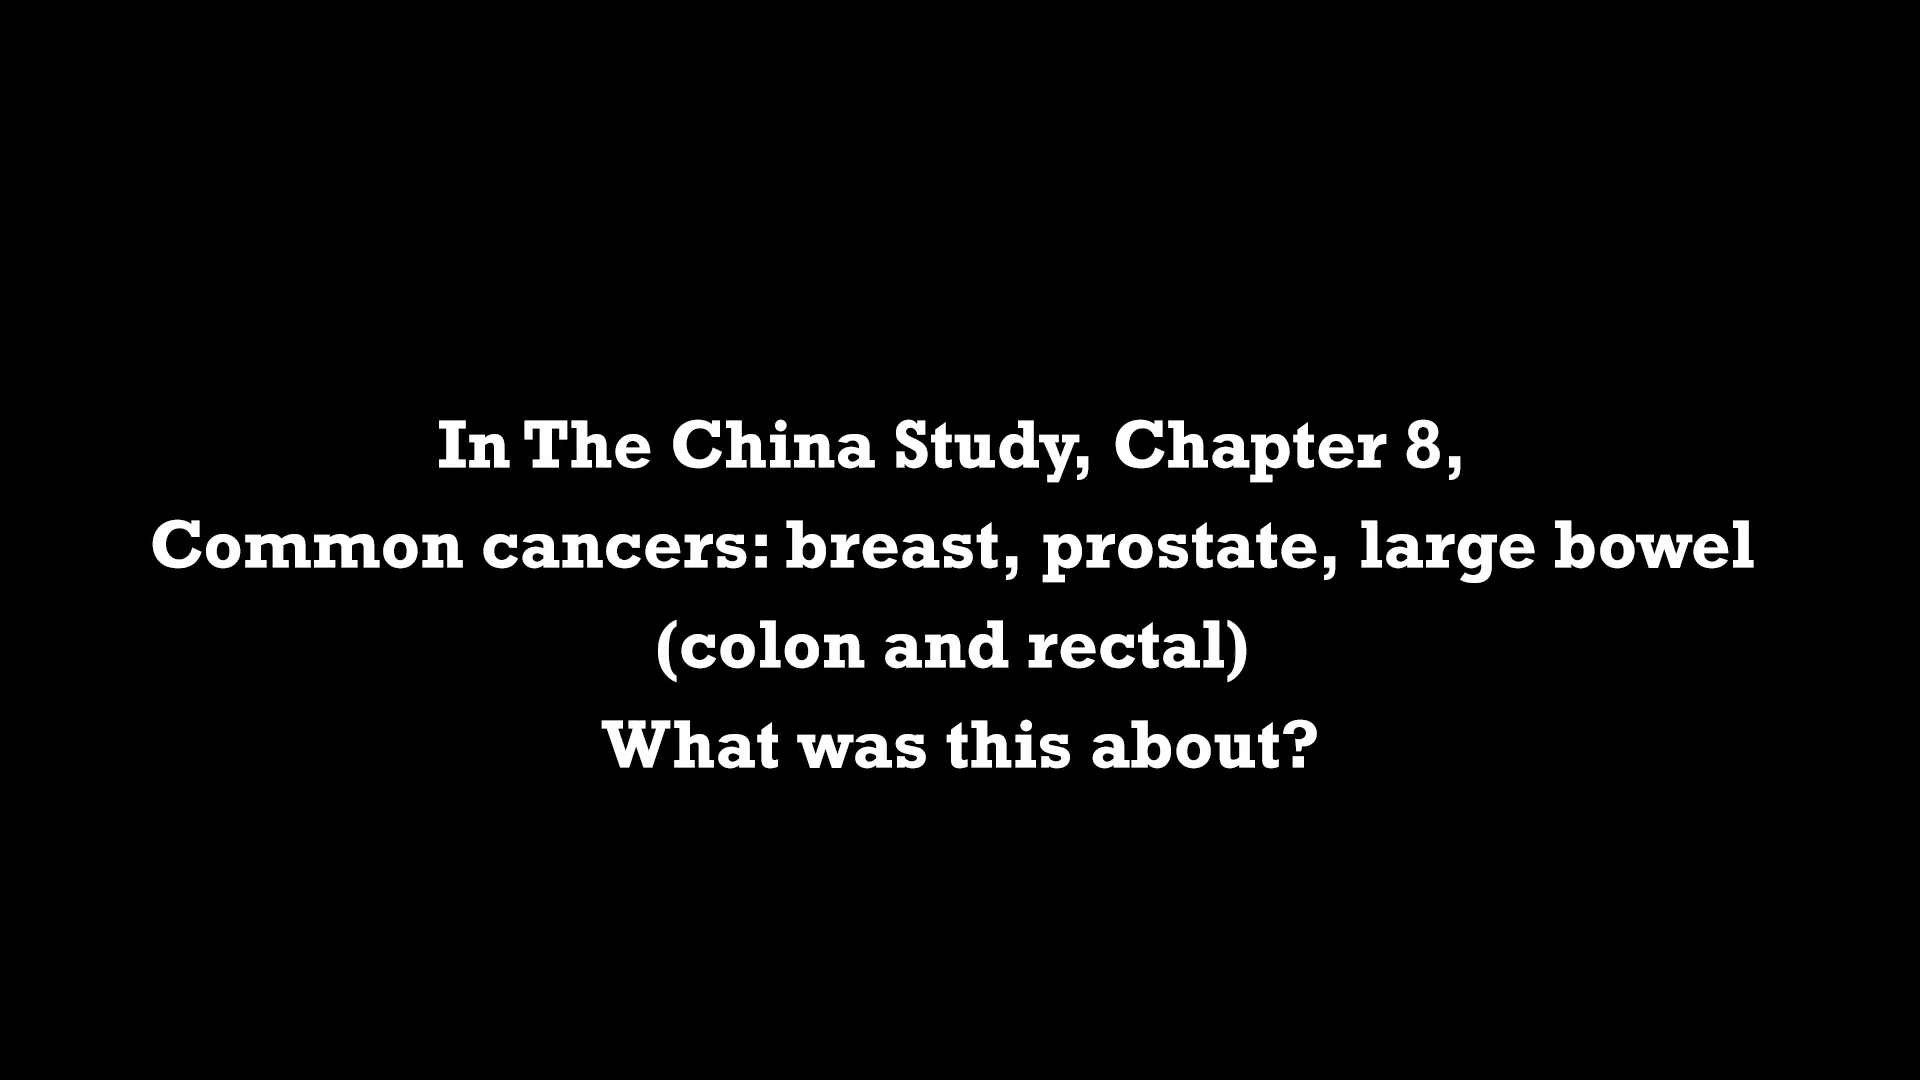 In The China Study, Chapter 8,
Common cancers: breast, prostate, large bowel
(colon and rectal)
What was this about?